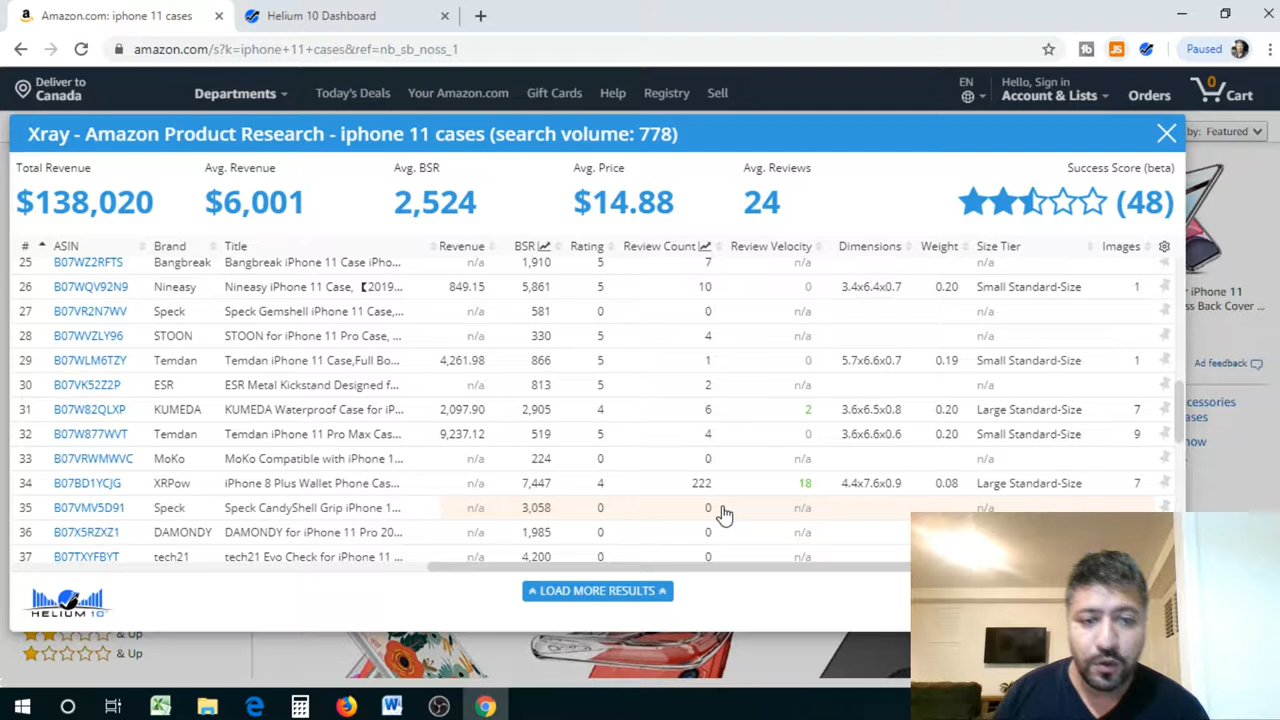 Amazon.com: iphone 11 cases
Helium 10 Dashboard
amazon.com/s?k=iphone+11+cases&ref=nb_sb_noss_1
Paused
Deliver to
Canada
Departments
Today's Deals
Your Amazon.com
Gift Cards
Help
Registry
Sell
EN
Hello, Sign in
Account & Lists
Orders
0
Cart
Xray - Amazon Product Research - iphone 11 cases (search volume: 778)
by: Featured
Total Revenue Avg. Revenue Avg. BSR Avg. Price Avg. Reviews Success Score (beta)
$138,020 $6,001 2,524 $14.88 24 (48)
# ASIN Brand Title Revenue BSR Rating Review Count Review Velocity Dimensions Weight Size Tier Images
25 B07WZ2RFTS Bangbreak Bangbreak iPhone 11 Case iPho... n/a 1,910 5 7 n/a n/a
26 B07WQV92N9 Nineasy Nineasy iPhone 11 Case, 【2019... 849.15 5,861 5 10 0 3.4x6.4x0.7 0.20 Small Standard-Size 1
27 B07VR2N7WV Speck Speck Gemshell iPhone 11 Case,... n/a 581 0 0 n/a n/a
28 B07WVZLY96 STOON STOON for iPhone 11 Pro Case, ... n/a 330 5 4 n/a n/a
29 B07WLM6TZY Temdan Temdan iPhone 11 Case,Full Bo... 4,261.98 866 5 1 0 5.7x6.6x0.7 0.19 Small Standard-Size 1
30 B07VK52Z2P ESR ESR Metal Kickstand Designed f... n/a 813 5 2 n/a n/a
31 B07W82QLXP KUMEDA KUMEDA Waterproof Case for iP... 2,097.90 2,905 4 6 2 3.6x6.5x0.8 0.20 Large Standard-Size 7
32 B07W877WVT Temdan Temdan iPhone 11 Pro Max Cas... 9,237.12 519 5 4 0 3.6x6.6x0.6 0.20 Small Standard-Size 9
33 B07VRWMWVC MoKo MoKo Compatible with iPhone 1... n/a 224 0 0 n/a n/a
34 B07BD1YCJG XRPow iPhone 8 Plus Wallet Phone Cas... n/a 7,447 4 222 18 4.4x7.6x0.9 0.08 Large Standard-Size 7
35 B07VMV5D91 Speck Speck CandyShell Grip iPhone 1... n/a 3,058 0 0 n/a n/a
36 B07X5RZXZ1 DAMONDY DAMONDY for iPhone 11 Pro 20... n/a 1,985 0 0 n/a
37 B07TXYFBYT tech21 tech21 Evo Check for iPhone 11 ... n/a 4,200 0 0 n/a
LOAD MORE RESULTS
HELIUM 10
r iPhone 11
ss Back Cover ...
Ad feedback
ccessories
ases
now
& Up
& Up